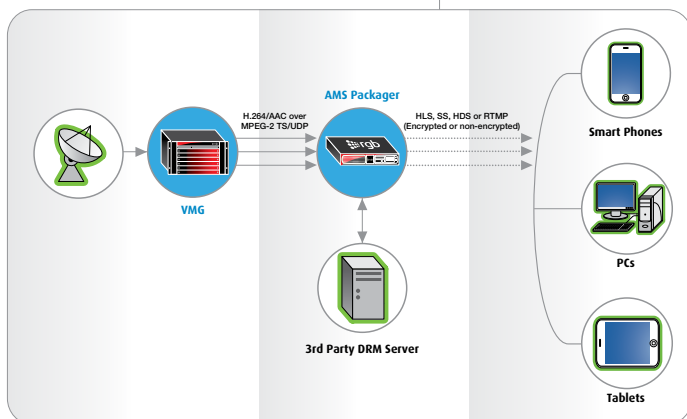 AMS Packager
H.264/AAC over
MPEG-2 TS/UDP
HLS, SS, HDS or RTMP
(Encrypted or non-encrypted)
rgb
VMG
Smart Phones
PCs
3rd Party DRM Server
Tablets